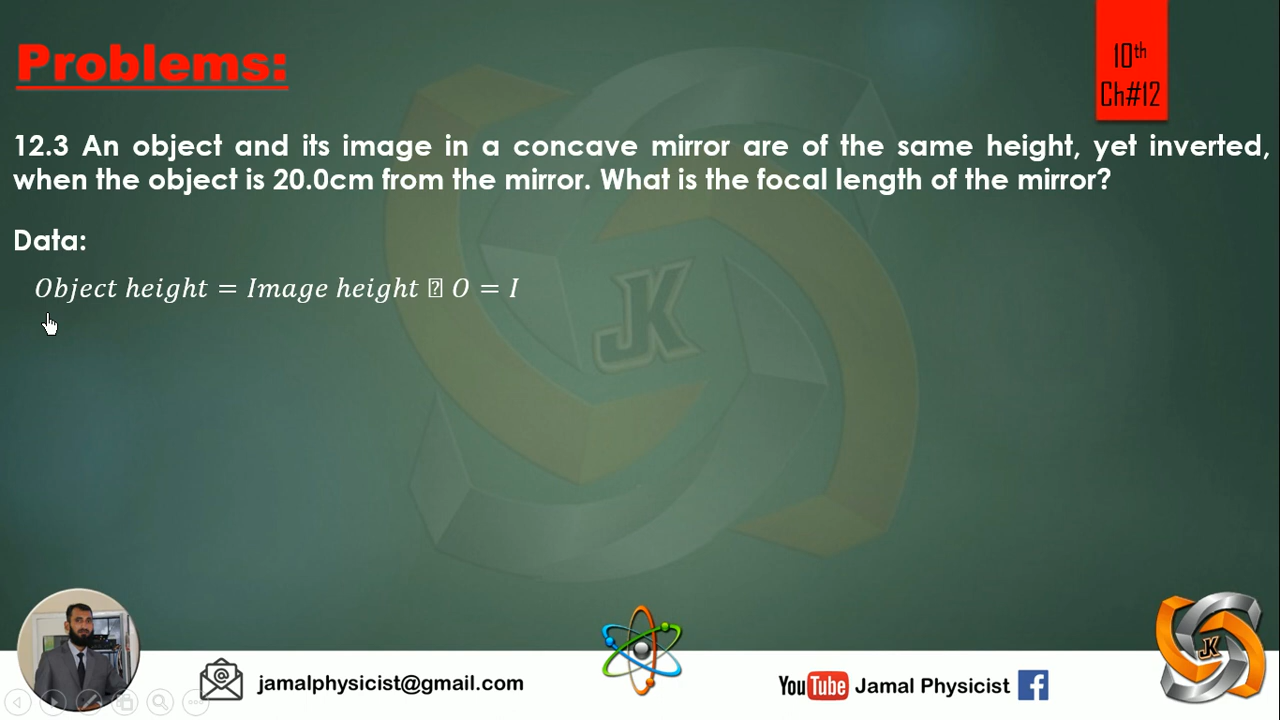 Problems:
10th
Ch#12
12.3 An object and its image in a concave mirror are of the same height, yet inverted,
when the object is 20.0cm from the mirror. What is the focal length of the mirror?
Data:
Object height = Image height ⍰ O = I
JK
jamalphysicist@gmail.com
YouTube Jamal Physicist f
JK